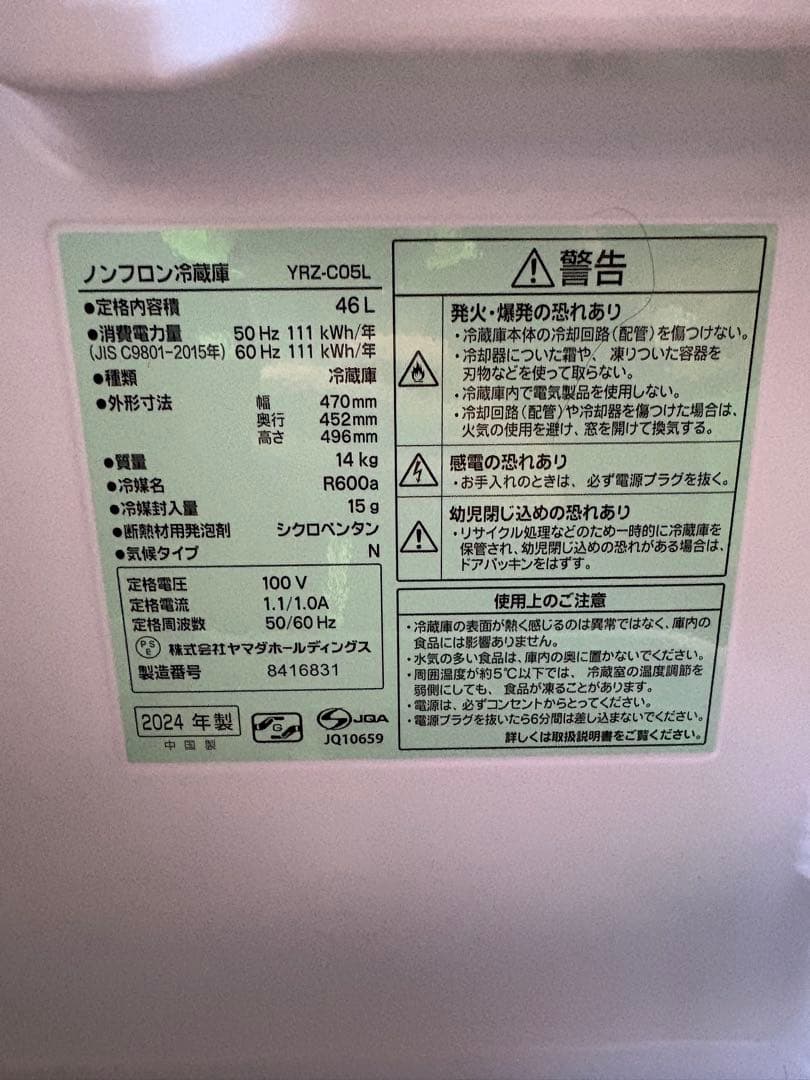 ノンフロン冷蔵庫 YRZ-C05L
●定格内容積 46 L
●消費電力量 50 Hz 111 kWh/年
(JIS C9801-2015年) 60 Hz 111 kWh/年
●種類 冷蔵庫
●外形寸法 幅 470mm
奥行 452mm
高さ 496mm
●質量 14 kg
●冷媒名 R600a
●冷媒封入量 15 g
●断熱材用発泡剤 シクロペンタン
●気候タイプ N
定格電圧 100 V
定格電流 1.1/1.0A
定格周波数 50/60 Hz
PSE 株式会社ヤマダホールディングス
製造番号 8416831
2024 年製
中国製
G
JQA
JQ10659
警告
発火・爆発の恐れあり
・冷蔵庫本体の冷却回路(配管)を傷つけない。
・冷却器についた霜や、凍りついた容器を
刃物などを使って取らない。
・冷蔵庫内で電気製品を使用しない。
・冷却回路(配管)や冷却器を傷つけた場合は、
火気の使用を避け、窓を開けて換気する。
感電の恐れあり
・お手入れのときは、必ず電源プラグを抜く。
幼児閉じ込めの恐れあり
・リサイクル処理などのため一時的に冷蔵庫を
保管され、幼児閉じ込めの恐れがある場合は、
ドアパッキンをはずす。
使用上のご注意
・冷蔵庫の表面が熱く感じるのは異常ではなく、庫内の
食品には影響ありません。
・水気の多い食品は、庫内の奥に置かないでください。
・周囲温度が約5℃以下では、冷蔵室の温度調節を
弱側にしても、食品が凍ることがあります。
・電源は、必ずコンセントからとってください。
・電源プラグを抜いたら6分間は差し込まないでください。
詳しくは取扱説明書をご覧ください。